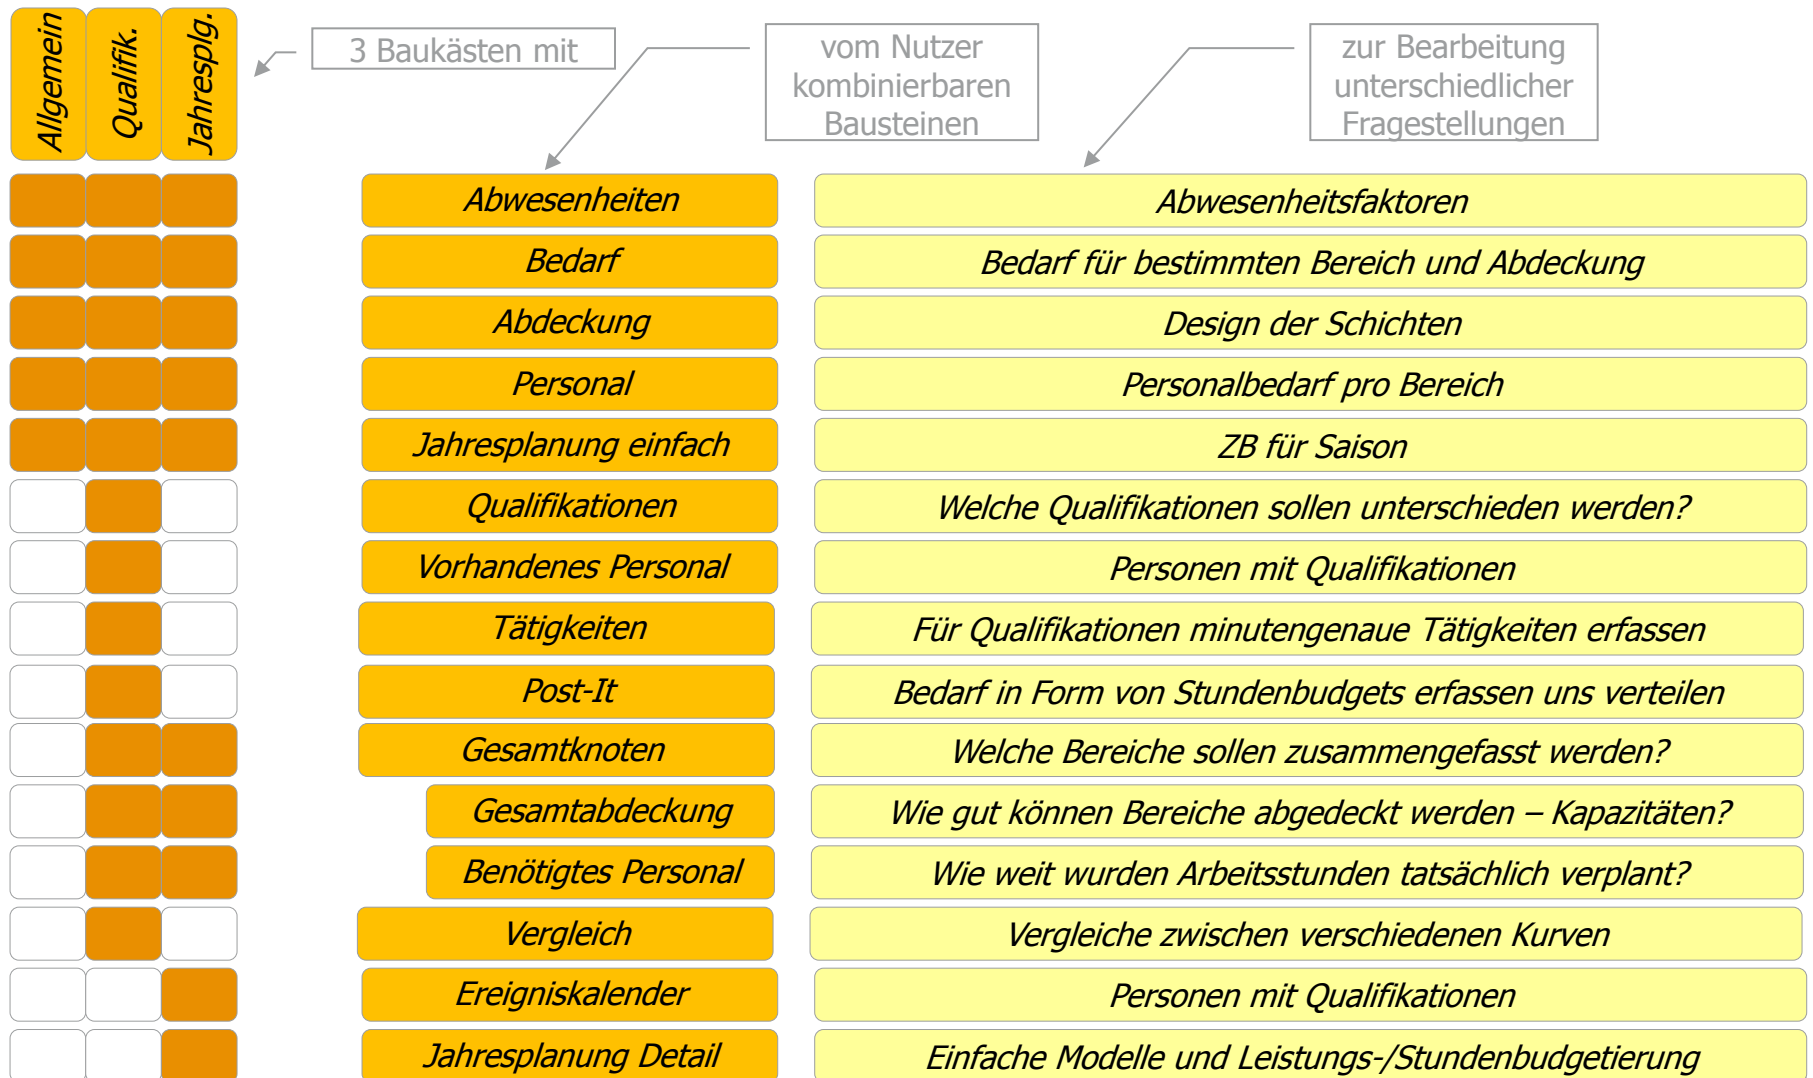 Allgemein
Qualifik.
Jahresplg.
3 Baukästen mit
vom Nutzer
kombinierbaren
Bausteinen
zur Bearbeitung
unterschiedlicher
Fragestellungen
Abwesenheiten
Abwesenheitsfaktoren
Bedarf
Bedarf für bestimmten Bereich und Abdeckung
Abdeckung
Design der Schichten
Personal
Personalbedarf pro Bereich
Jahresplanung einfach
ZB für Saison
Qualifikationen
Welche Qualifikationen sollen unterschieden werden?
Vorhandenes Personal
Personen mit Qualifikationen
Tätigkeiten
Für Qualifikationen minutengenaue Tätigkeiten erfassen
Post-It
Bedarf in Form von Stundenbudgets erfassen uns verteilen
Gesamtknoten
Welche Bereiche sollen zusammengefasst werden?
Gesamtabdeckung
Wie gut können Bereiche abgedeckt werden – Kapazitäten?
Benötigtes Personal
Wie weit wurden Arbeitsstunden tatsächlich verplant?
Vergleich
Vergleiche zwischen verschiedenen Kurven
Ereigniskalender
Personen mit Qualifikationen
Jahresplanung Detail
Einfache Modelle und Leistungs-/Stundenbudgetierung